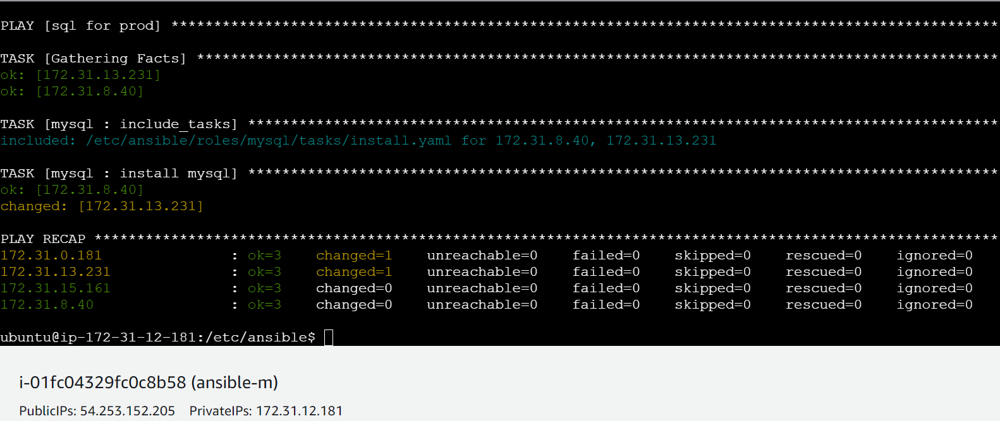 PLAY [sql for prod] *************************************************************************************************
TASK [Gathering Facts] **********************************************************************************************
ok: [172.31.13.231]
ok: [172.31.8.40]
TASK [mysql : include_tasks] ****************************************************************************************
included: /etc/ansible/roles/mysql/tasks/install.yaml for 172.31.8.40, 172.31.13.231
TASK [mysql : install mysql] ****************************************************************************************
ok: [172.31.8.40]
changed: [172.31.13.231]
PLAY RECAP **********************************************************************************************************
172.31.0.181 : ok=3 changed=1 unreachable=0 failed=0 skipped=0 rescued=0 ignored=0
172.31.13.231 : ok=3 changed=1 unreachable=0 failed=0 skipped=0 rescued=0 ignored=0
172.31.15.161 : ok=3 changed=0 unreachable=0 failed=0 skipped=0 rescued=0 ignored=0
172.31.8.40 : ok=3 changed=0 unreachable=0 failed=0 skipped=0 rescued=0 ignored=0
ubuntu@ip-172-31-12-181:/etc/ansible$
i-01fc04329fc0c8b58 (ansible-m)
PublicIPs: 54.253.152.205 PrivateIPs: 172.31.12.181